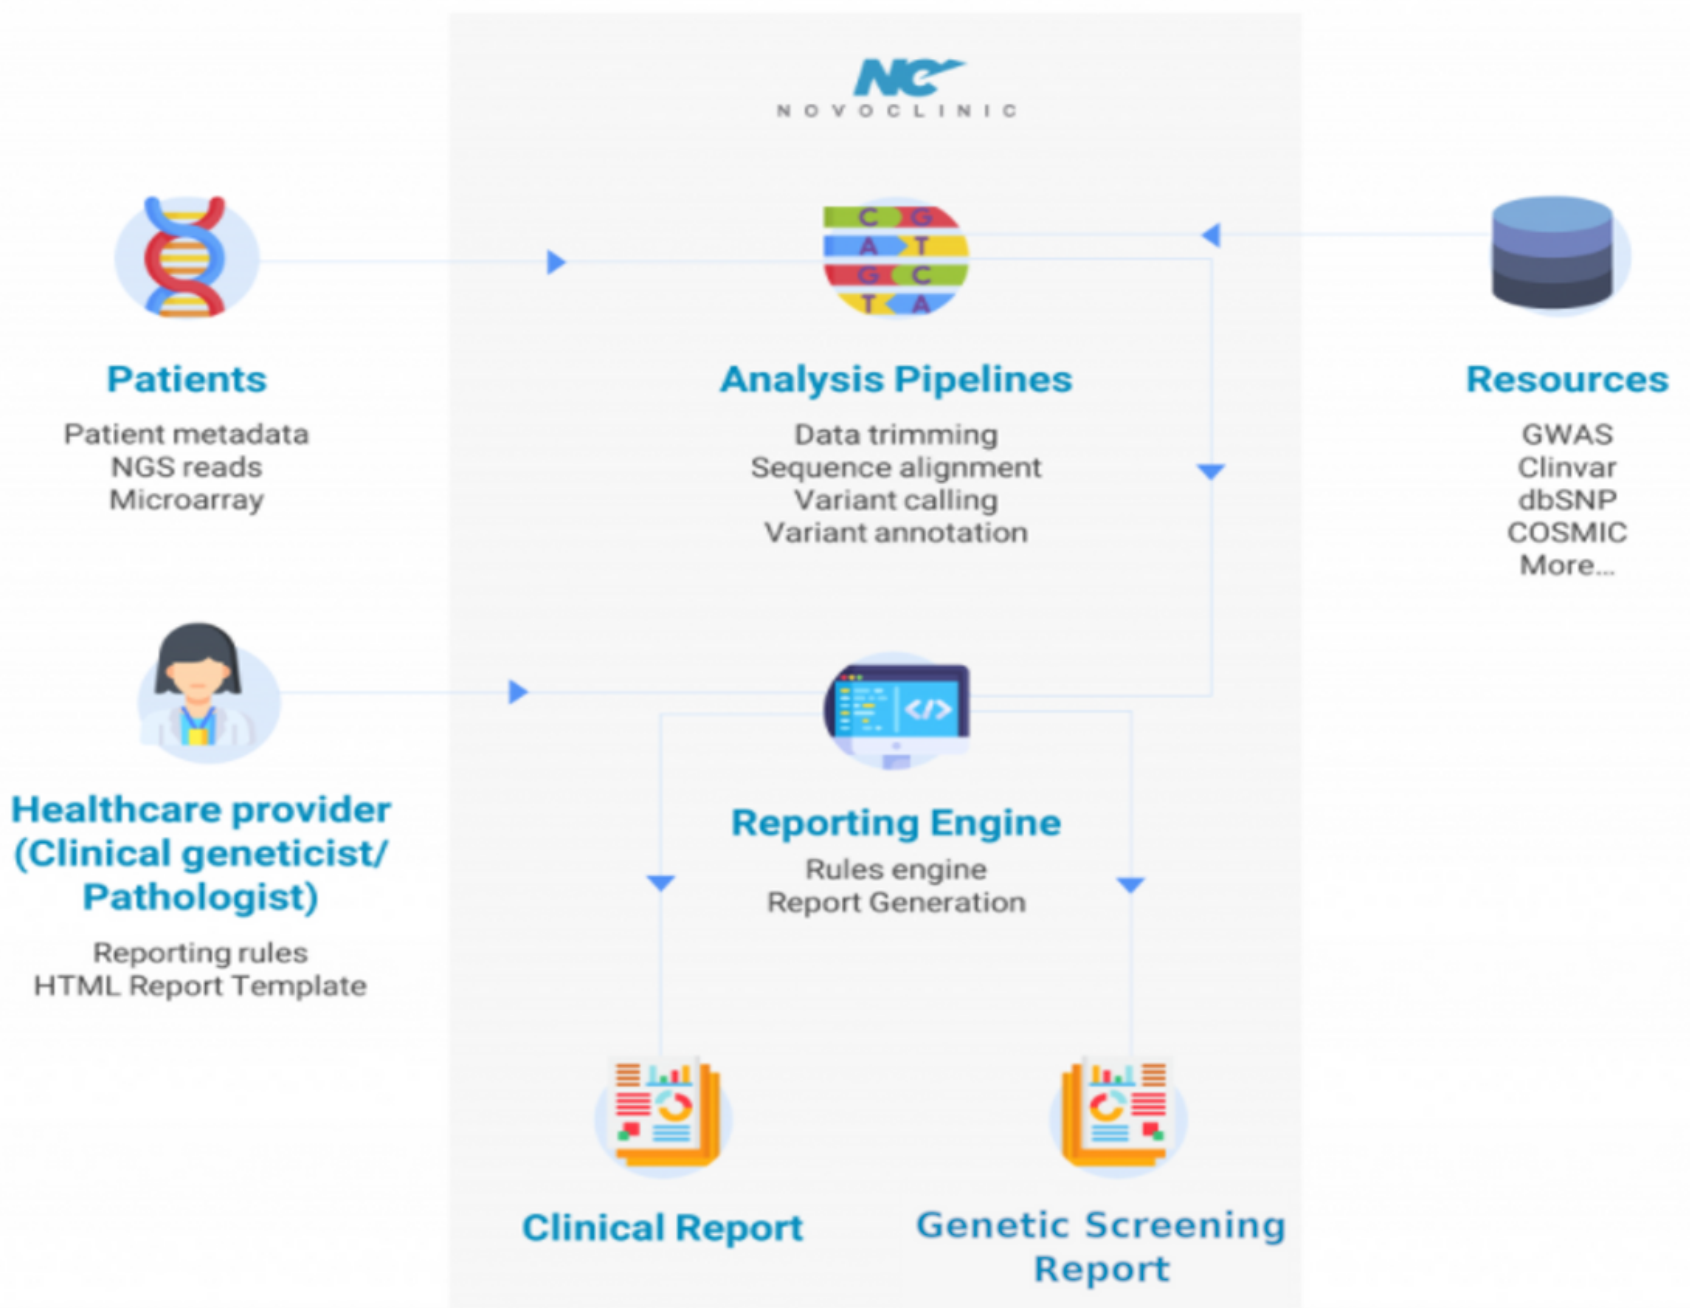 NC
NOVOCLINIC
C G
A T
G C
T A
Patients
Patient metadata
NGS reads
Microarray
Analysis Pipelines
Data trimming
Sequence alignment
Variant calling
Variant annotation
Resources
GWAS
Clinvar
dbSNP
COSMIC
More...
</>
Healthcare provider
(Clinical geneticist/
Pathologist)
Reporting rules
HTML Report Template
Reporting Engine
Rules engine
Report Generation
Clinical Report
Genetic Screening
Report